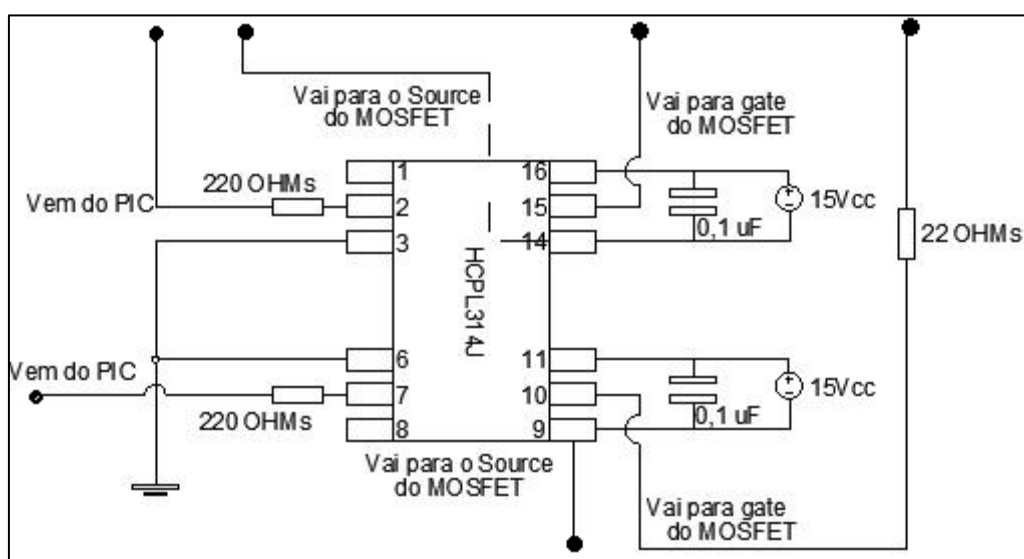 Vai para o Source
do MOSFET
Vai para gate
do MOSFET
220 OHMs
Vem do PIC
1
2
3
16
15
14
15Vcc
0,1 uF
22 OHMs
HCPL314J
Vem do PIC
220 OHMs
6
7
8
11
10
9
15Vcc
0,1 uF
Vai para o Source
do MOSFET
Vai para gate
do MOSFET